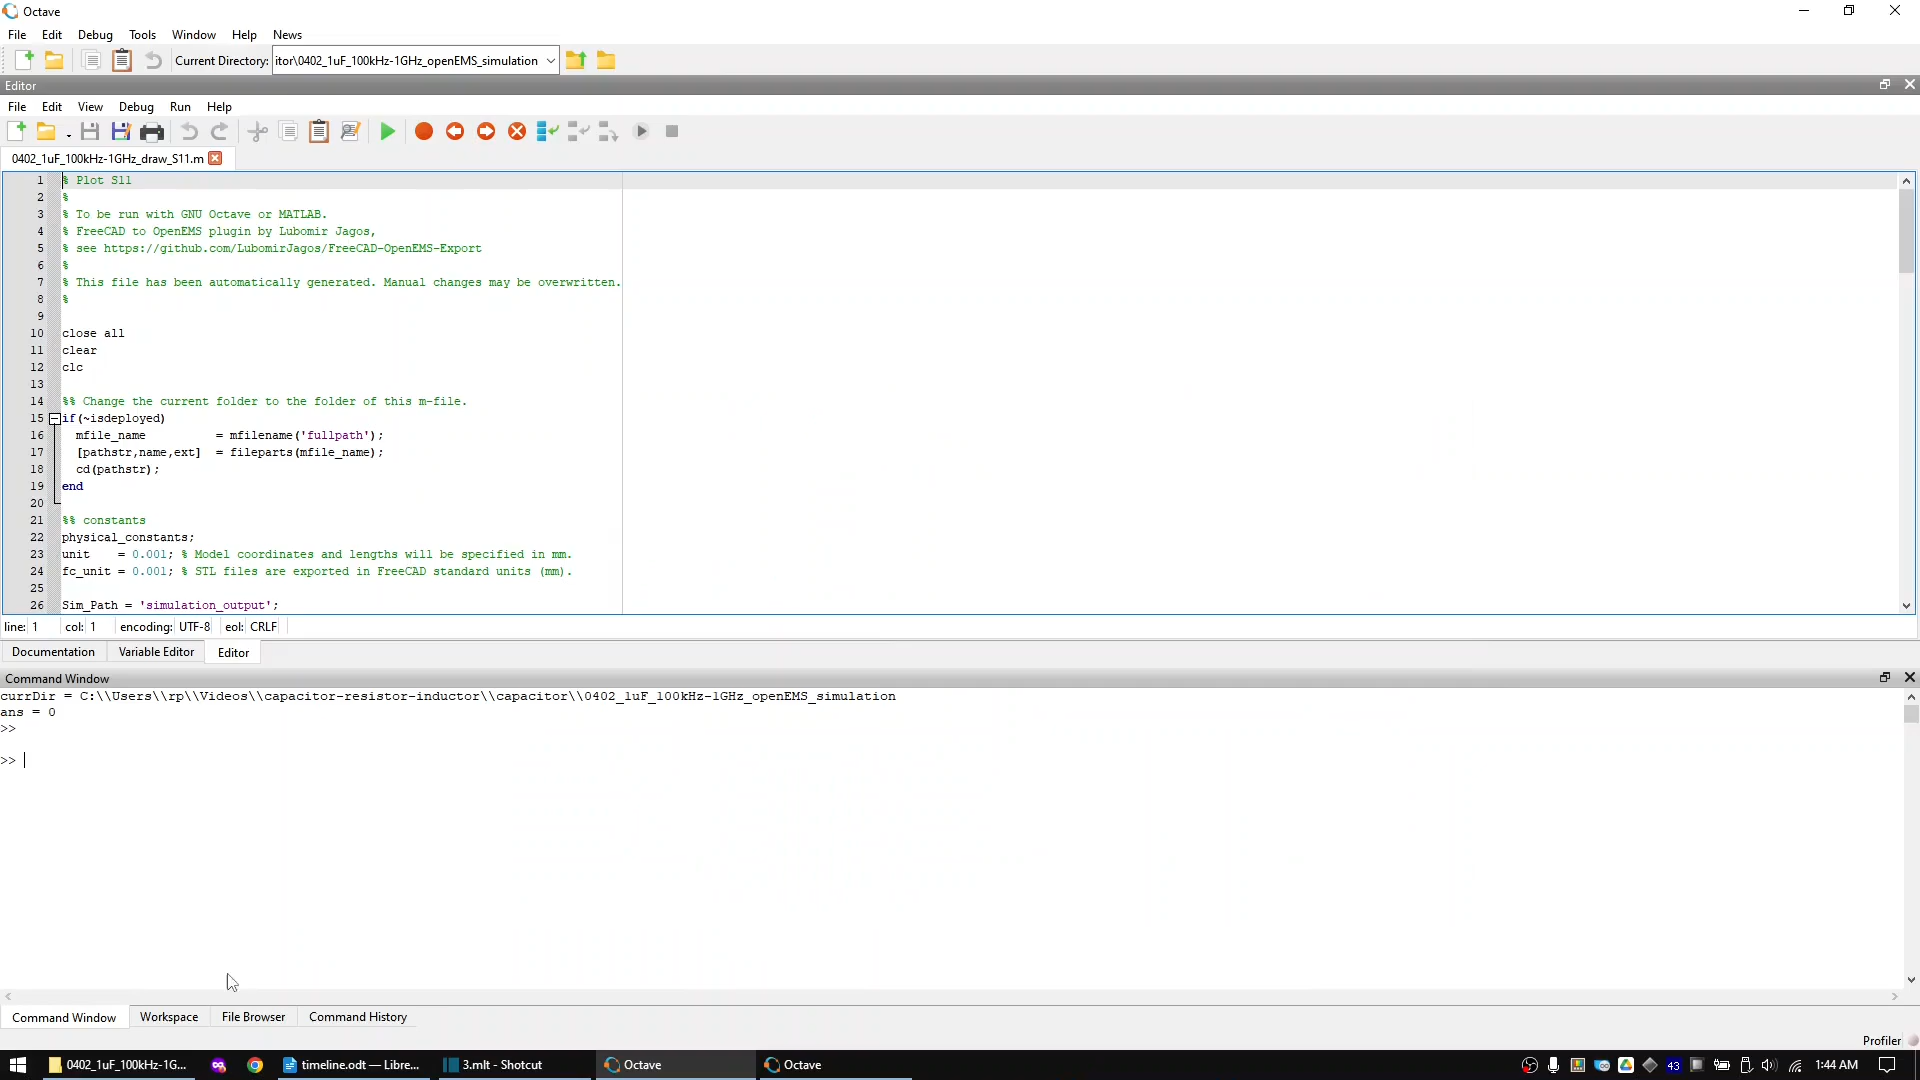 Octave
File Edit Debug Tools Window Help News
Current Directory: itor\0402_1uF_100kHz-1GHz_openEMS_simulation
Editor
File Edit View Debug Run Help
0402_1uF_100kHz-1GHz_draw_S11.m
1 % Plot S11
2 %
3 % To be run with GNU Octave or MATLAB.
4 % FreeCAD to OpenEMS plugin by Lubomir Jagos,
5 % see https://github.com/LubomirJagos/FreeCAD-OpenEMS-Export
6 %
7 % This file has been automatically generated. Manual changes may be overwritten.
8 %
9
10 close all
11 clear
12 clc
13
14 %% Change the current folder to the folder of this m-file.
15 if(~isdeployed)
16 mfile_name = mfilename('fullpath');
17 [pathstr,name,ext] = fileparts(mfile_name);
18 cd(pathstr);
19 end
20
21 %% constants
22 physical_constants;
23 unit = 0.001; % Model coordinates and lengths will be specified in mm.
24 fc_unit = 0.001; % STL files are exported in FreeCAD standard units (mm).
25
26 Sim_Path = 'simulation_output';
line: 1 col: 1 encoding: UTF-8 eol: CRLF
Documentation Variable Editor Editor
Command Window
currDir = C:\\Users\\rp\\Videos\\capacitor-resistor-inductor\\capacitor\\0402_1uF_100kHz-1GHz_openEMS_simulation
ans = 0
>>
>>
Command Window Workspace File Browser Command History
Profiler
0402_1uF_100kHz-1G... timeline.odt — Libre... 3.mlt - Shotcut Octave Octave 43 1:44 AM